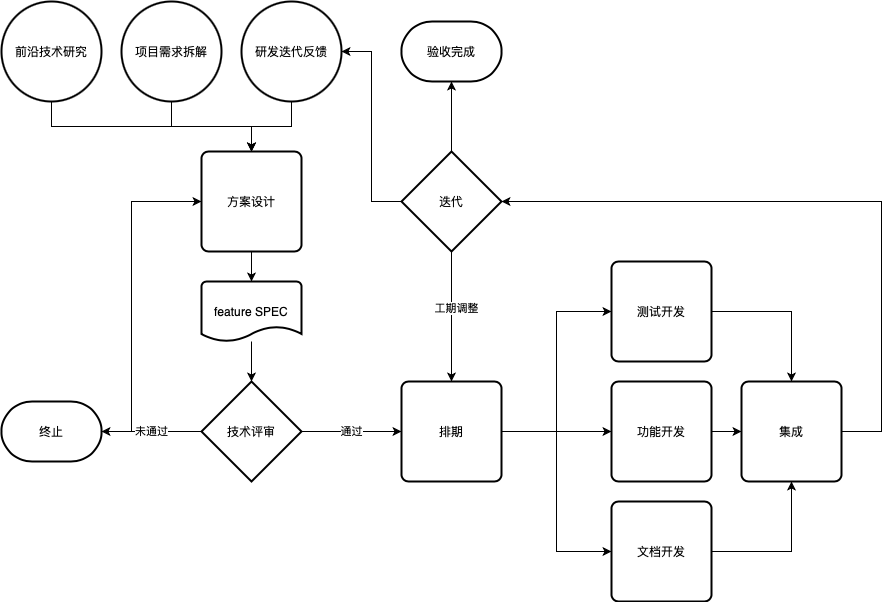 前沿技术研究
项目需求拆解
研发迭代反馈
验收完成
方案设计
迭代
feature SPEC
工期调整
测试开发
终止
未通过
技术评审
通过
排期
功能开发
集成
文档开发